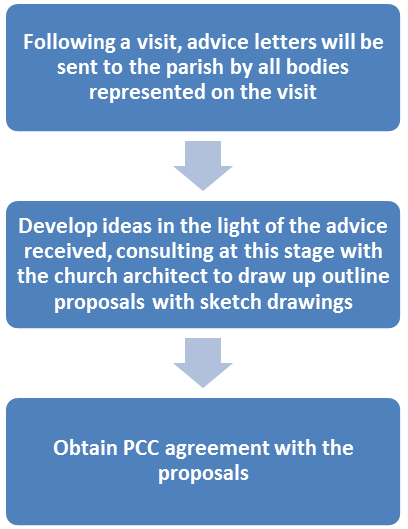 Following a visit, advice letters will be
sent to the parish by all bodies
represented on the visit
Develop ideas in the light of the advice
received, consulting at this stage with
the church architect to draw up outline
proposals with sketch drawings
Obtain PCC agreement with the
proposals